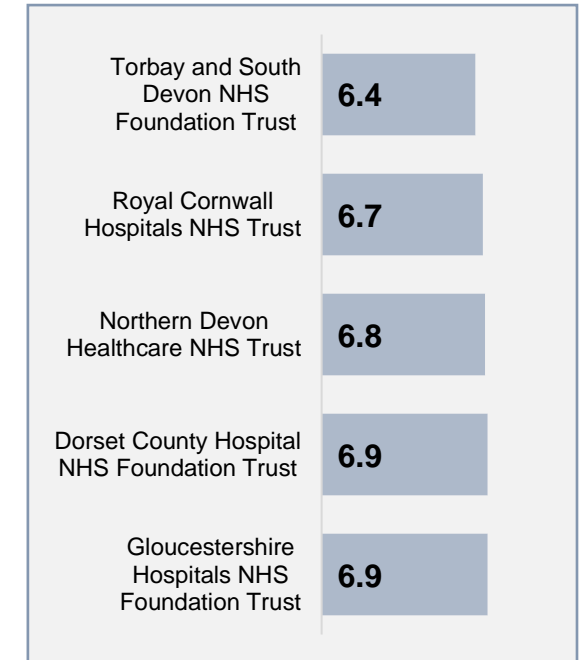 Torbay and South
Devon NHS
Foundation Trust
6.4
Royal Cornwall
Hospitals NHS Trust
6.7
Northern Devon
Healthcare NHS Trust
6.8
Dorset County Hospital
NHS Foundation Trust
6.9
Gloucestershire
Hospitals NHS
Foundation Trust
6.9